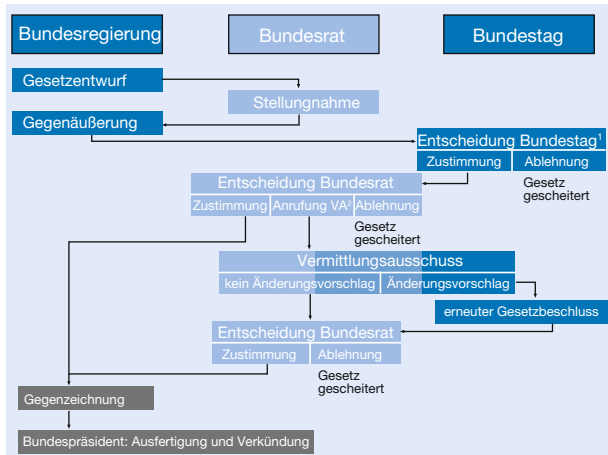 Bundesregierung
Bundesrat
Bundestag
Gesetzentwurf
Stellungnahme
Gegenäußerung
Entscheidung Bundestag¹
Zustimmung
Ablehnung
Gesetz
gescheitert
Entscheidung Bundesrat
Zustimmung
Anrufung VA²
Ablehnung
Gesetz
gescheitert
Vermittlungsausschuss
kein Änderungsvorschlag
Änderungsvorschlag
erneuter Gesetzbeschluss
Entscheidung Bundesrat
Zustimmung
Ablehnung
Gesetz
gescheitert
Gegenzeichnung
Bundespräsident: Ausfertigung und Verkündung